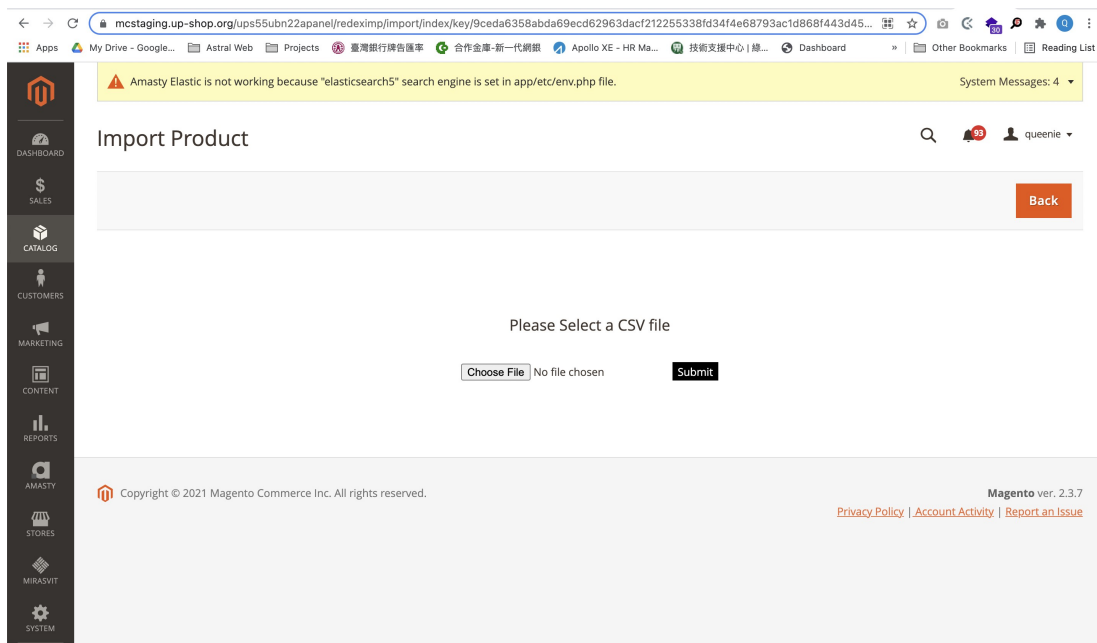 mcstaging.up-shop.org/ups55ubn22apanel/redeximp/import/index/key/9ceda6358abda69ecd62963dacf212255338fd34f4e68793ac1d868f443d45...
30
Q
Apps My Drive - Google... Astral Web Projects 臺灣銀行牌告匯率 合作金庫-新一代網銀 Apollo XE - HR Ma... 技術支援中心 | 綠... Dashboard » Other Bookmarks Reading List
Amasty Elastic is not working because "elasticsearch5" search engine is set in app/etc/env.php file. System Messages: 4
Import Product
93
queenie
DASHBOARD
$
SALES
Back
CATALOG
CUSTOMERS
Please Select a CSV file
MARKETING
Choose File No file chosen Submit
CONTENT
REPORTS
AMASTY
Copyright © 2021 Magento Commerce Inc. All rights reserved. Magento ver. 2.3.7
Privacy Policy | Account Activity | Report an Issue
STORES
MIRASVIT
SYSTEM